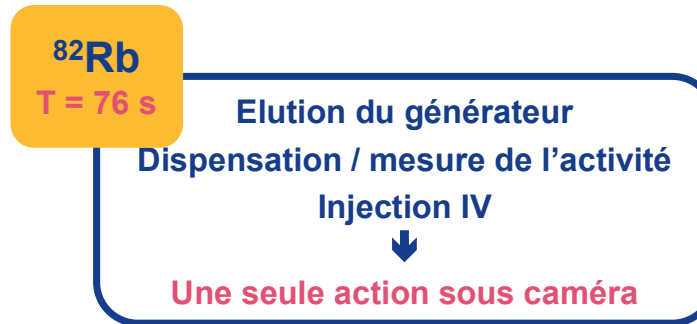 ⁸²Rb
T = 76 s
Elution du générateur
Dispensation / mesure de l’activité
Injection IV
🡻
Une seule action sous caméra